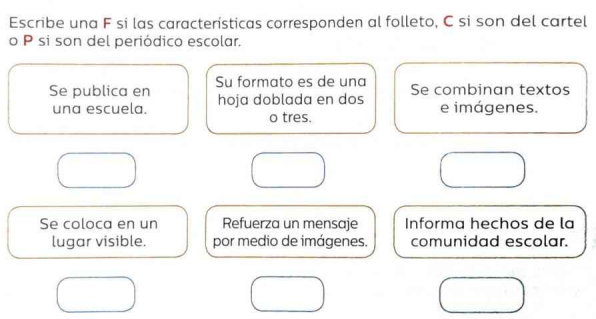 Escribe una F si las características corresponden al folleto, C si son del cartel
o P si son del periódico escolar.
Se publica en
una escuela.
Su formato es de una
hoja doblada en dos
o tres.
Se combinan textos
e imágenes.
Se coloca en un
lugar visible.
Refuerza un mensaje
por medio de imágenes.
Informa hechos de la
comunidad escolar.